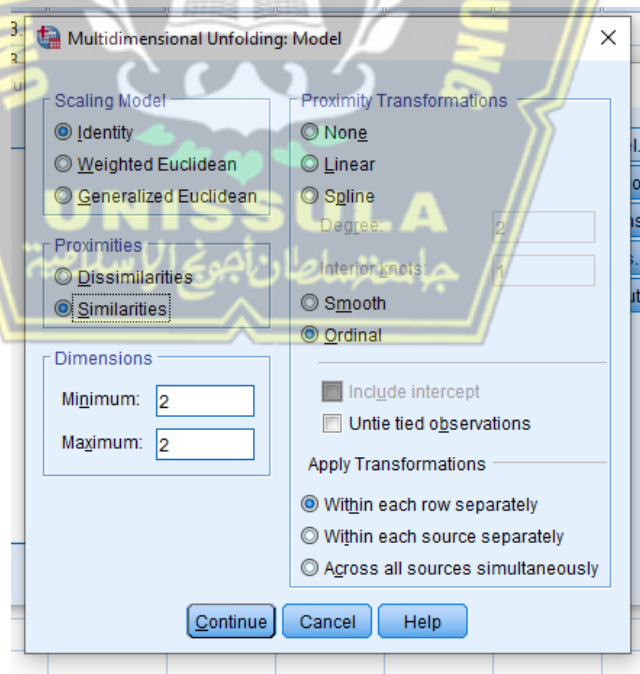 3.
Multidimensional Unfolding: Model
Scaling Model
Identity
Weighted Euclidean
Generalized Euclidean
Proximities
Dissimilarities
Similarities
Dimensions
Minimum: 2
Maximum: 2
Proximity Transformations
None
Linear
Spline
Degree: 2
Interior knots: 1
Smooth
Ordinal
Include intercept
Untie tied observations
Apply Transformations
Within each row separately
Within each source separately
Across all sources simultaneously
Continue Cancel Help
UNISSULA